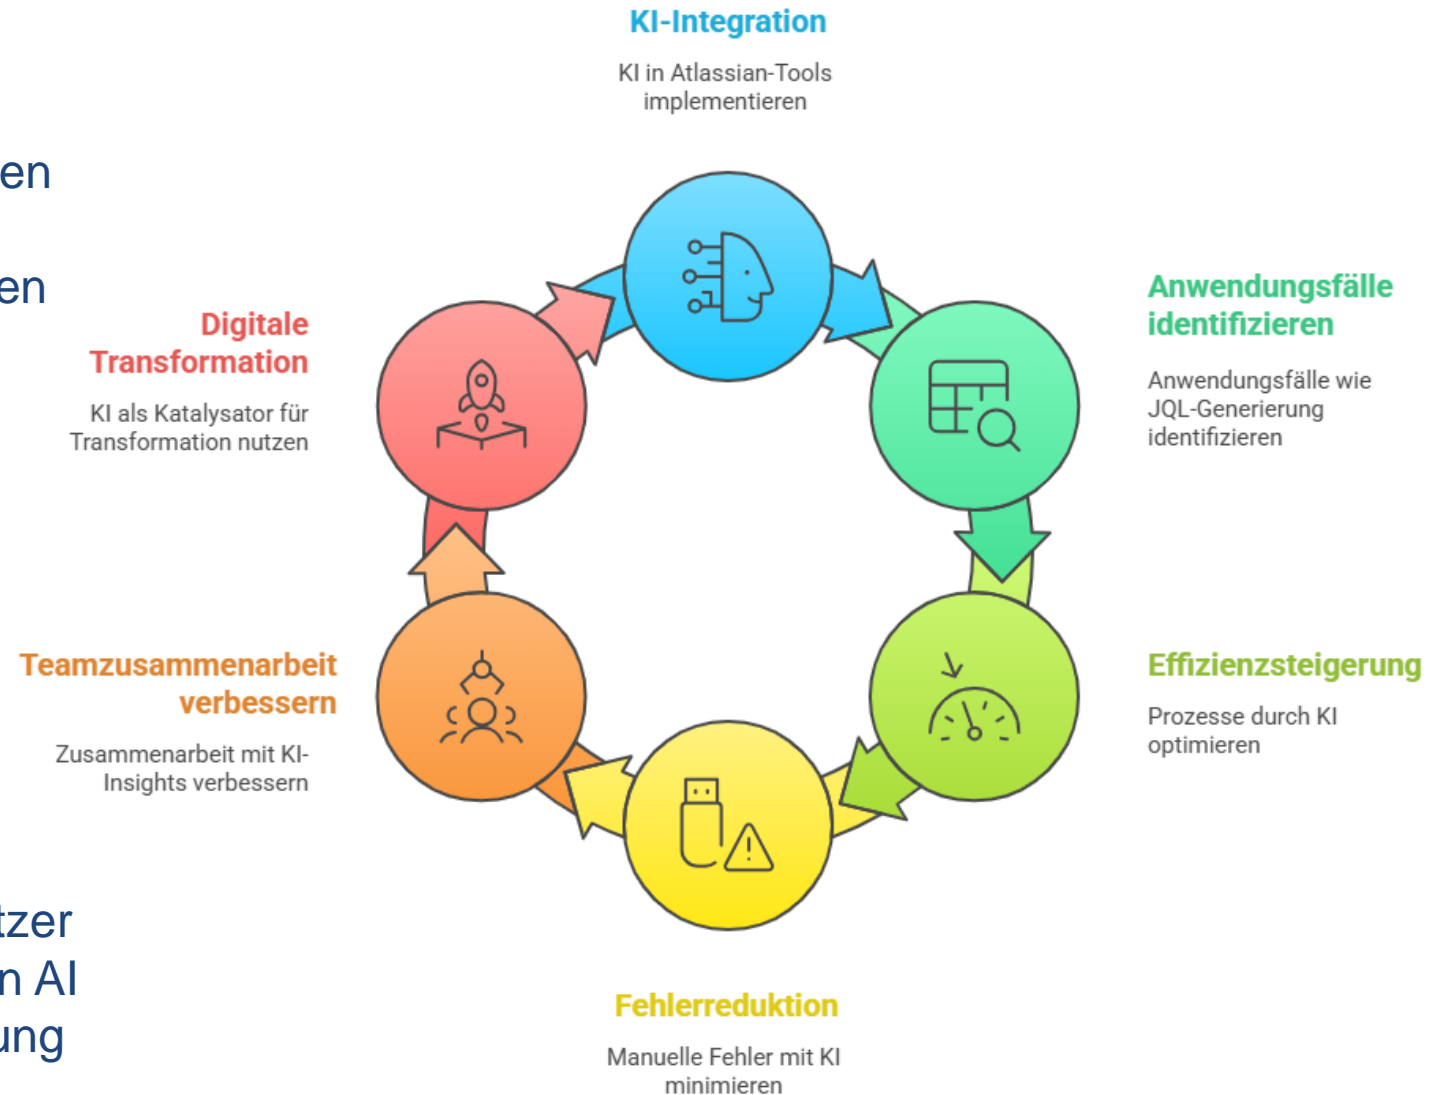 KI-Integration
KI in Atlassian-Tools
implementieren
Anwendungsfälle
identifizieren
Anwendungsfälle wie
JQL-Generierung
identifizieren
Effizienzsteigerung
Prozesse durch KI
optimieren
Fehlerreduktion
Manuelle Fehler mit KI
minimieren
Teamzusammenarbeit
verbessern
Zusammenarbeit mit KI-
Insights verbessern
Digitale
Transformation
KI als Katalysator für
Transformation nutzen
en
en
tzer
n AI
ung